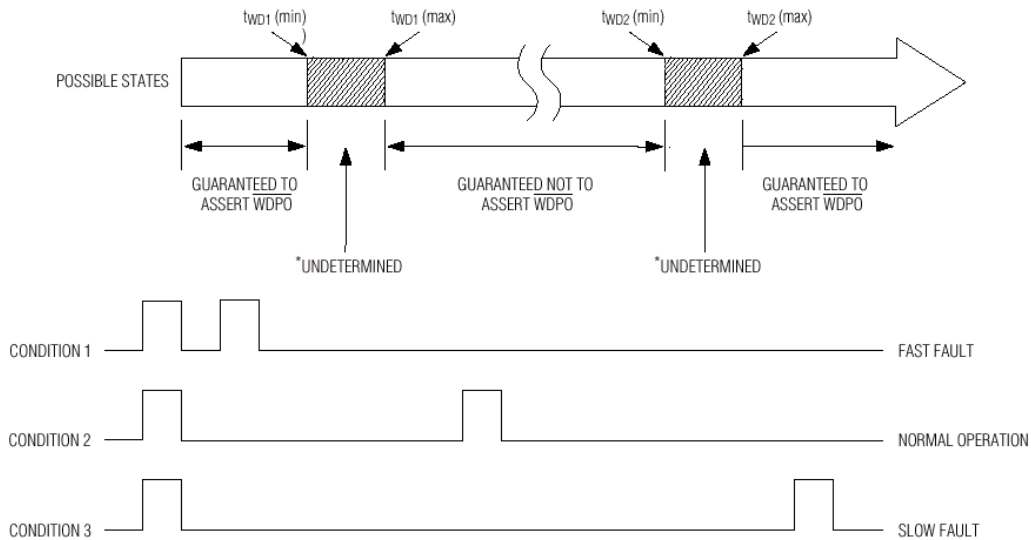 tWD1 (min)
)
tWD1 (max)
tWD2 (min)
tWD2 (max)
POSSIBLE STATES
GUARANTEED TO
ASSERT WDPO
GUARANTEED NOT TO
ASSERT WDPO
GUARANTEED TO
ASSERT WDPO
*UNDETERMINED
*UNDETERMINED
CONDITION 1
FAST FAULT
CONDITION 2
NORMAL OPERATION
CONDITION 3
SLOW FAULT